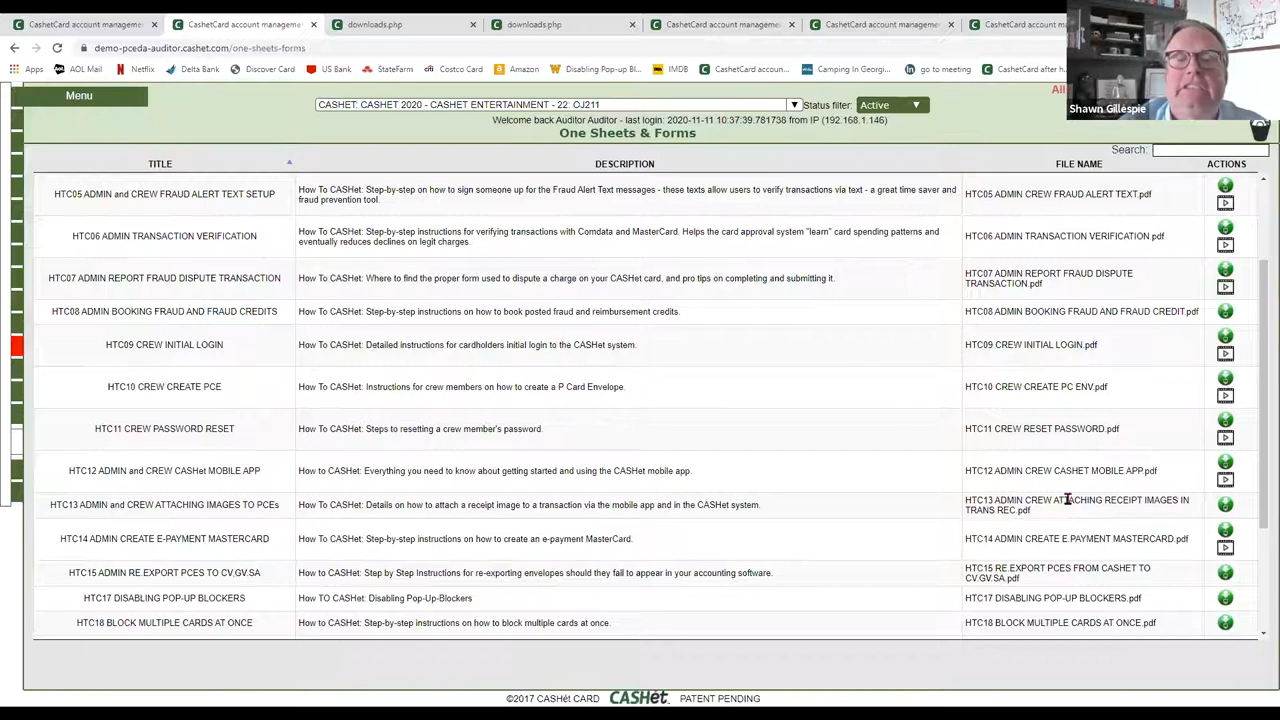 CashetCard account managemen
CashetCard account managemen
downloads.php
downloads.php
CashetCard account managemen
CashetCard account managemen
CashetCard account m
demo-pceda-auditor.cashet.com/one-sheets-forms
Apps
AOL Mail
Netflix
Delta Bank
Discover Card
US Bank
StateFarm
Costco Card
Amazon
Disabling Pop-up Bl...
IMDB
CashetCard accoun...
Camping In Georgi...
go to meeting
CashetCard after h
Shawn Gillespie
Menu
CASHET: CASHET 2020 - CASHET ENTERTAINMENT - 22: OJ211
Status filter:
Active
All
Welcome back Auditor Auditor - last login: 2020-11-11 10:37:39.781738 from IP (192.168.1.146)
One Sheets & Forms
Search:
TITLE
DESCRIPTION
FILE NAME
ACTIONS
HTC05 ADMIN and CREW FRAUD ALERT TEXT SETUP
How To CASHet: Step-by-step on how to sign someone up for the Fraud Alert Text messages - these texts allow users to verify transactions via text - a great time saver and
fraud prevention tool.
HTC05 ADMIN CREW FRAUD ALERT TEXT.pdf
HTC06 ADMIN TRANSACTION VERIFICATION
How To CASHet: Step-by-step instructions for verifying transactions with Comdata and MasterCard. Helps the card approval system "learn" card spending patterns and
eventually reduces declines on legit charges.
HTC06 ADMIN TRANSACTION VERIFICATION.pdf
HTC07 ADMIN REPORT FRAUD DISPUTE TRANSACTION
How To CASHet: Where to find the proper form used to dispute a charge on your CASHet card, and pro tips on completing and submitting it.
HTC07 ADMIN REPORT FRAUD DISPUTE
TRANSACTION.pdf
HTC08 ADMIN BOOKING FRAUD AND FRAUD CREDITS
How To CASHet: Step-by-step instructions on how to book posted fraud and reimbursement credits.
HTC08 ADMIN BOOKING FRAUD AND FRAUD CREDIT.pdf
HTC09 CREW INITIAL LOGIN
How To CASHet: Detailed instructions for cardholders initial login to the CASHet system.
HTC09 CREW INITIAL LOGIN.pdf
HTC10 CREW CREATE PCE
How To CASHet: Instructions for crew members on how to create a P Card Envelope.
HTC10 CREW CREATE PC ENV.pdf
HTC11 CREW PASSWORD RESET
How To CASHet: Steps to resetting a crew member's password.
HTC11 CREW RESET PASSWORD.pdf
HTC12 ADMIN and CREW CASHet MOBILE APP
How to CASHet: Everything you need to know about getting started and using the CASHet mobile app.
HTC12 ADMIN CREW CASHET MOBILE APP.pdf
HTC13 ADMIN and CREW ATTACHING IMAGES TO PCEs
How To CASHet: Details on how to attach a receipt image to a transaction via the mobile app and in the CASHet system.
HTC13 ADMIN CREW ATTACHING RECEIPT IMAGES IN
TRANS REC.pdf
HTC14 ADMIN CREATE E-PAYMENT MASTERCARD
How To CASHet: Step-by-step instructions on how to create an e-payment MasterCard.
HTC14 ADMIN CREATE E.PAYMENT MASTERCARD.pdf
HTC15 ADMIN RE.EXPORT PCES TO CV.GV.SA
How to CASHet: Step by Step Instructions for re-exporting envelopes should they fail to appear in your accounting software.
HTC15 RE.EXPORT PCES FROM CASHET TO
CV.GV.SA.pdf
HTC17 DISABLING POP-UP BLOCKERS
How TO CASHet: Disabling Pop-Up-Blockers
HTC17 DISABLING POP-UP BLOCKERS.pdf
HTC18 BLOCK MULTIPLE CARDS AT ONCE
How to CASHet: Step-by-step instructions on how to block multiple cards at once.
HTC18 BLOCK MULTIPLE CARDS AT ONCE.pdf
©2017 CASHét CARD
CASHét
PATENT PENDING